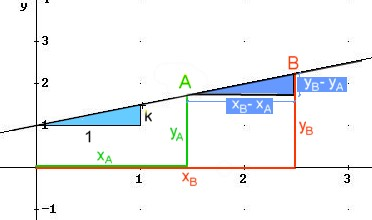 y
3
2 A B y_B - y_A
x_B - x_A
1 k
1 y_A y_B
x_A
x_B
1 2 3
-1